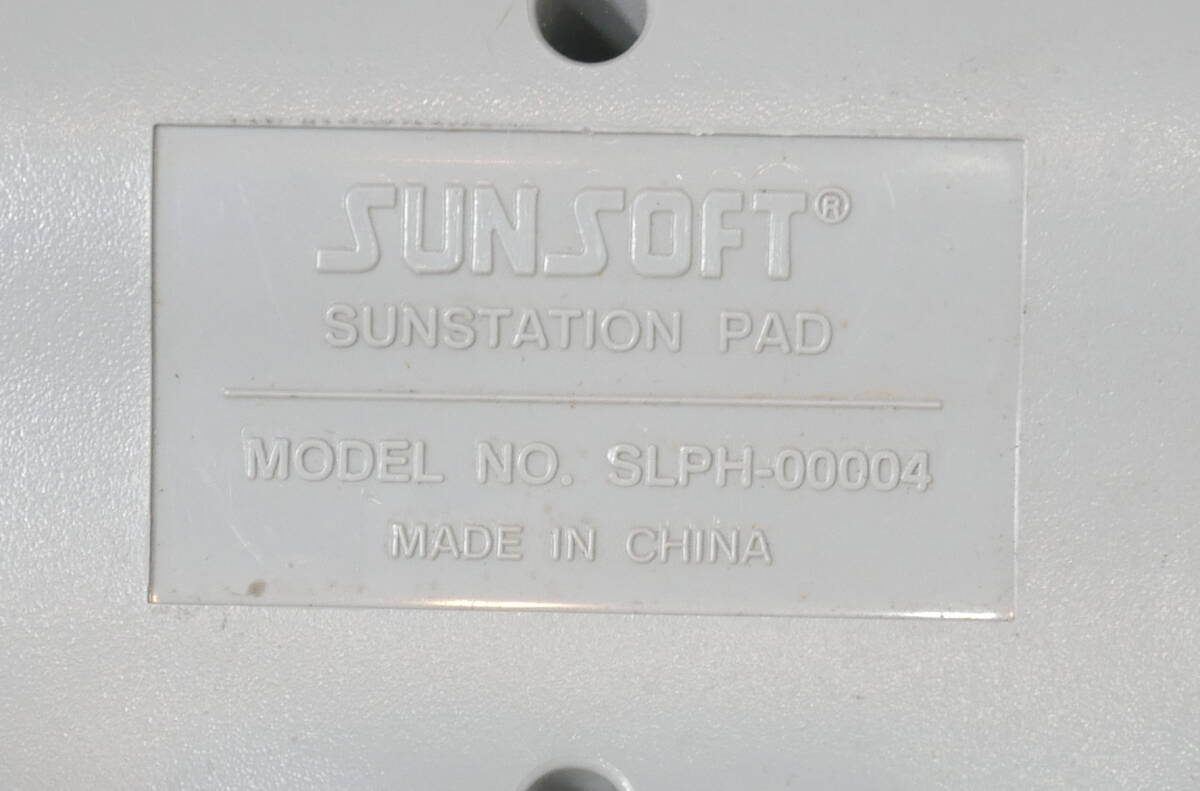 SUNSOFT®
SUNSTATION PAD
MODEL NO. SLPH-00004
MADE IN CHINA